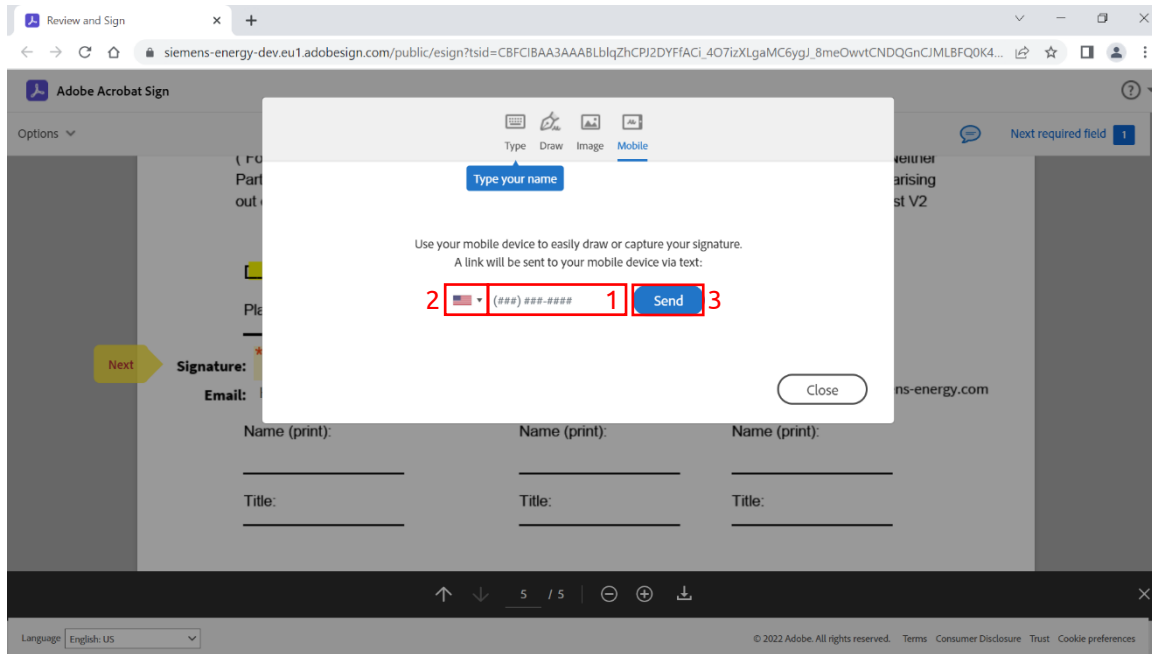 Review and Sign
siemens-energy-dev.eu1.adobesign.com/public/esign?tsid=CBFCIBAA3AAABLblqZhCPJ2DYFfACi_4O7izXLgaMC6ygJ_8meOwvtCNDQGnCJMLBFQ0K4...
Adobe Acrobat Sign
Options
Next required field 1
Type Draw Image Mobile
Type your name
Part
arising
out
st V2
Use your mobile device to easily draw or capture your signature.
A link will be sent to your mobile device via text:
2 (###) ###-#### 1 Send 3
Next
Signature: *
Email:
Close
ns-energy.com
Name (print): Name (print): Name (print):
Title: Title: Title:
5 / 5
Language English: US
© 2022 Adobe. All rights reserved. Terms Consumer Disclosure Trust Cookie preferences